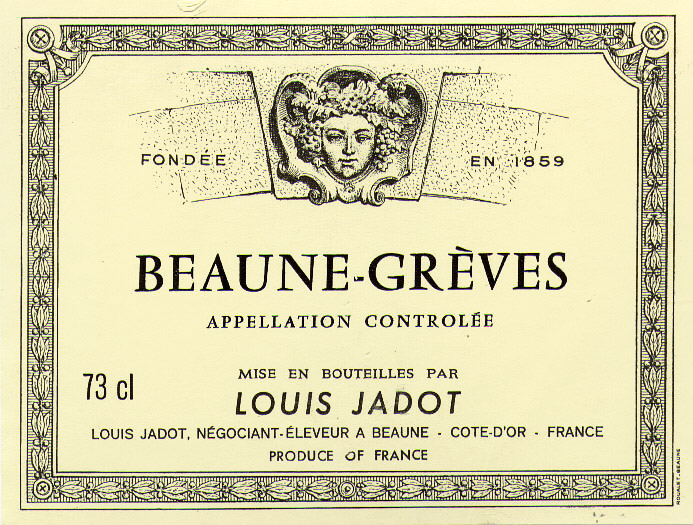 FONDÉE EN 1859
BEAUNE-GRÈVES
APPELLATION CONTROLÉE
73 cl
MISE EN BOUTEILLES PAR
LOUIS JADOT
LOUIS JADOT, NÉGOCIANT-ÉLEVEUR A BEAUNE - COTE-D'OR - FRANCE
PRODUCE OF FRANCE